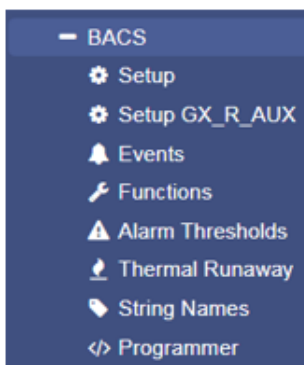 BACS
Setup
Setup GX_R_AUX
Events
Functions
Alarm Thresholds
Thermal Runaway
String Names
Programmer